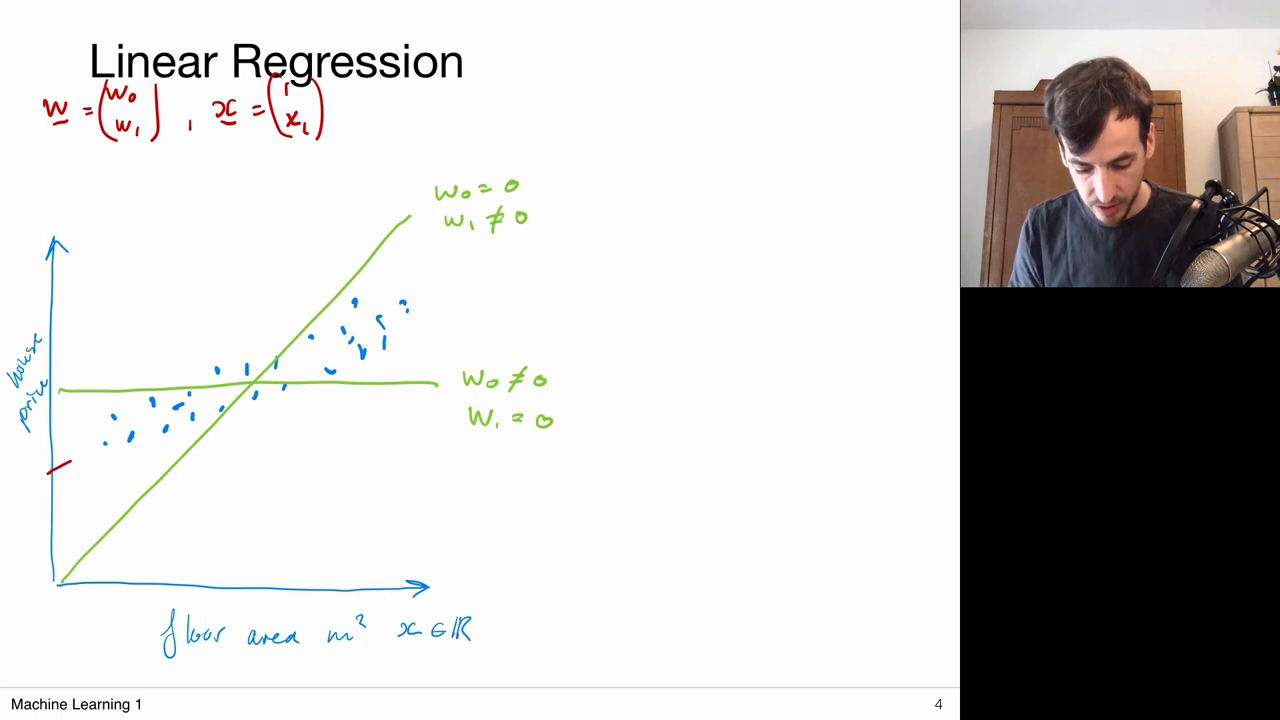 Linear Regression
w = (w₀ w₁) , x = (1 x₁)
w₀ = 0
w₁ ≠ 0
house
price
w₀ ≠ 0
w₁ = 0
floor area m² x ∈ ℝ
Machine Learning 1
4